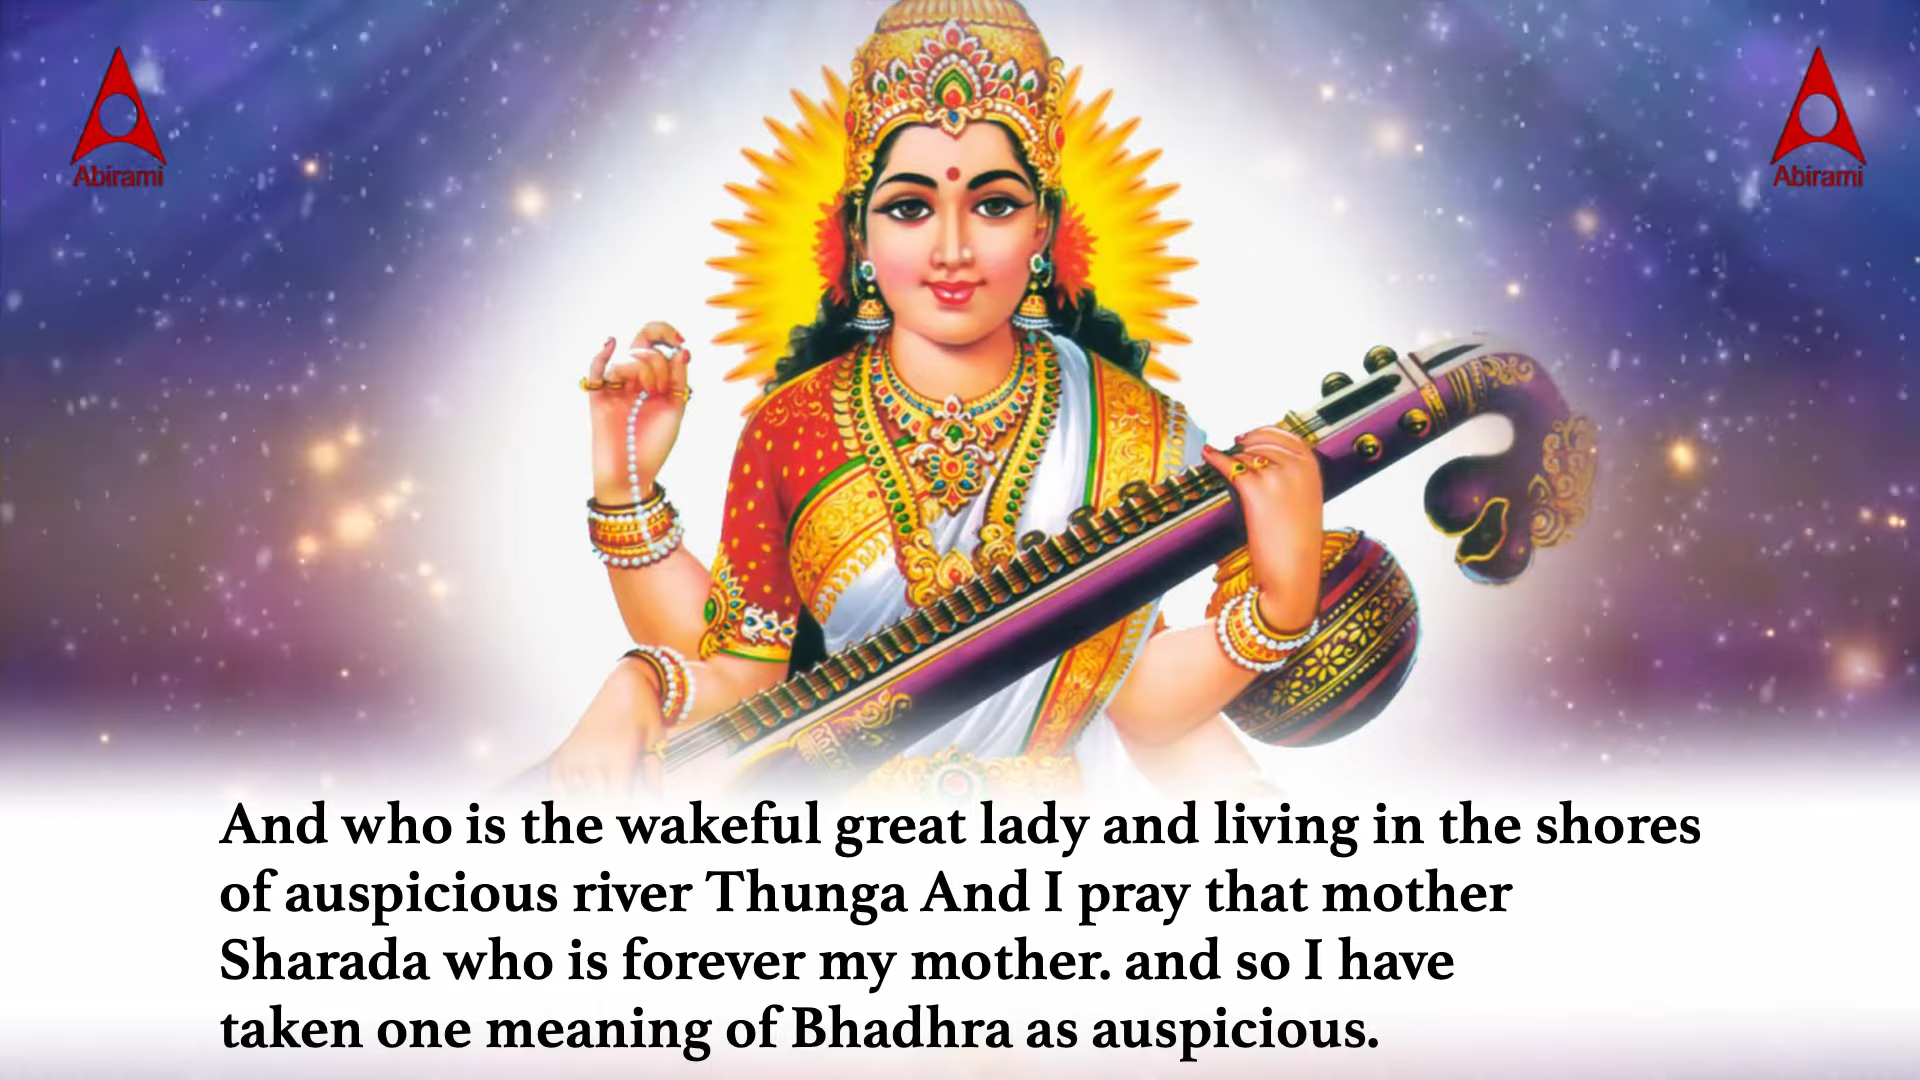 Abirami
Abirami
And who is the wakeful great lady and living in the shores
of auspicious river Thunga And I pray that mother
Sharada who is forever my mother. and so I have
taken one meaning of Bhadhra as auspicious.